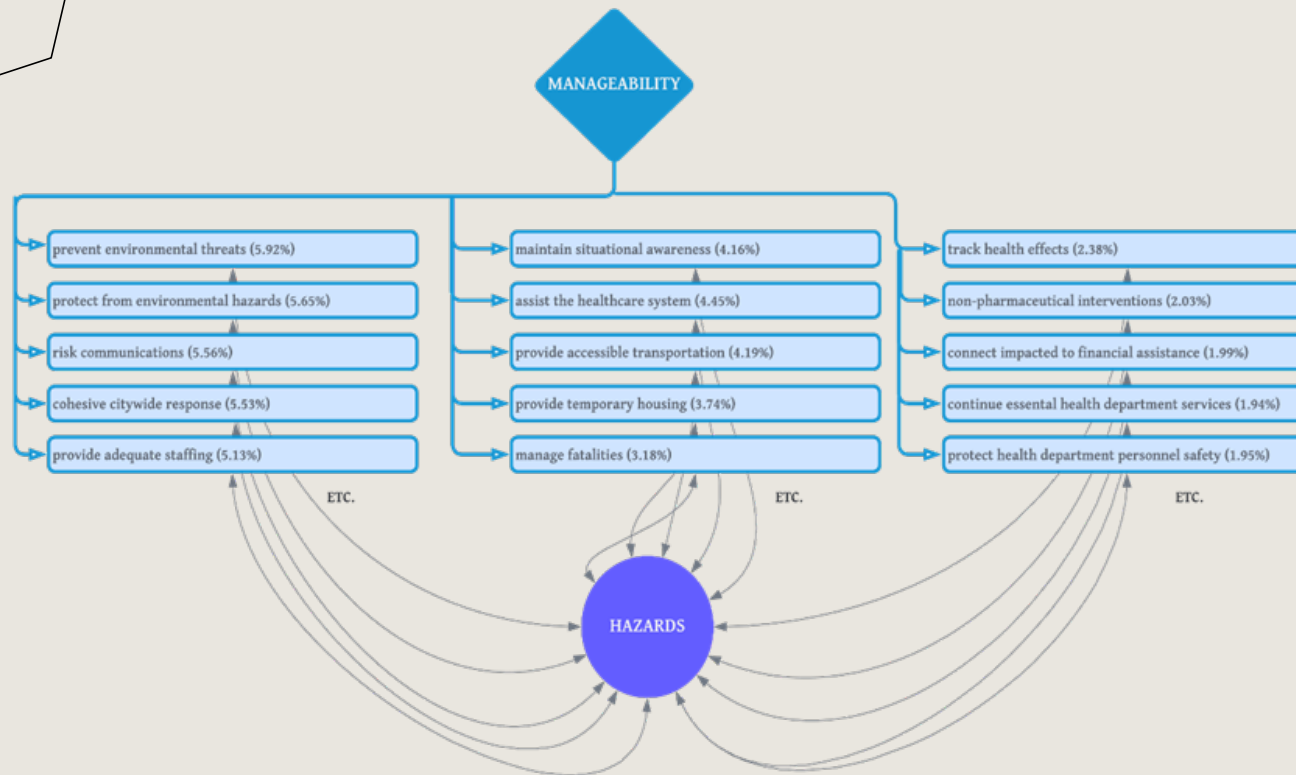 MANAGEABILITY
prevent environmental threats (5.92%)
protect from environmental hazards (5.65%)
risk communications (5.56%)
cohesive citywide response (5.53%)
provide adequate staffing (5.13%)
ETC.
maintain situational awareness (4.16%)
assist the healthcare system (4.45%)
provide accessible transportation (4.19%)
provide temporary housing (3.74%)
manage fatalities (3.18%)
ETC.
track health effects (2.38%)
non-pharmaceutical interventions (2.03%)
connect impacted to financial assistance (1.99%)
continue essental health department services (1.94%)
protect health department personnel safety (1.95%)
ETC.
HAZARDS